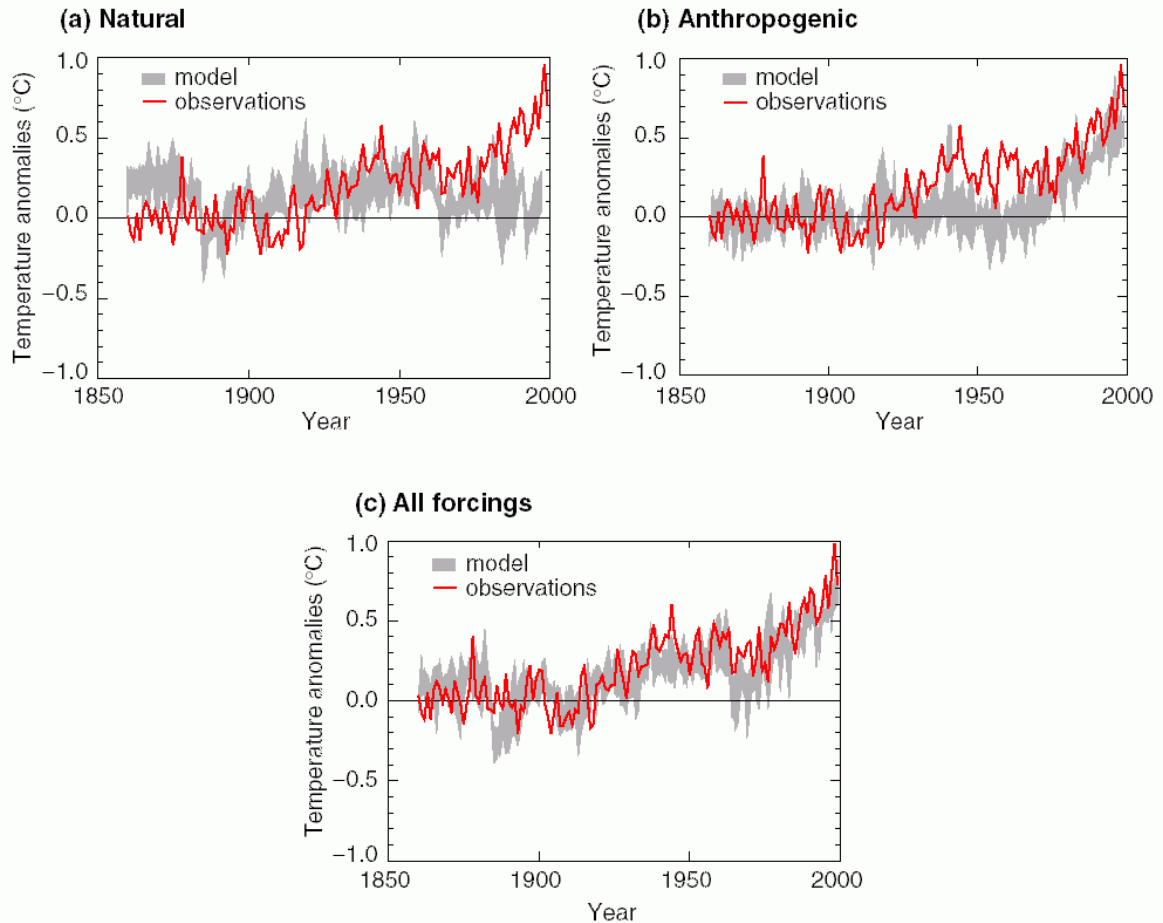 (a) Natural
Temperature anomalies (°C)
1.0
0.5
0.0
−0.5
−1.0
model
observations
1850
1900
1950
2000
Year
(b) Anthropogenic
Temperature anomalies (°C)
1.0
0.5
0.0
−0.5
−1.0
model
observations
1850
1900
1950
2000
Year
(c) All forcings
Temperature anomalies (°C)
1.0
0.5
0.0
−0.5
−1.0
model
observations
1850
1900
1950
2000
Year